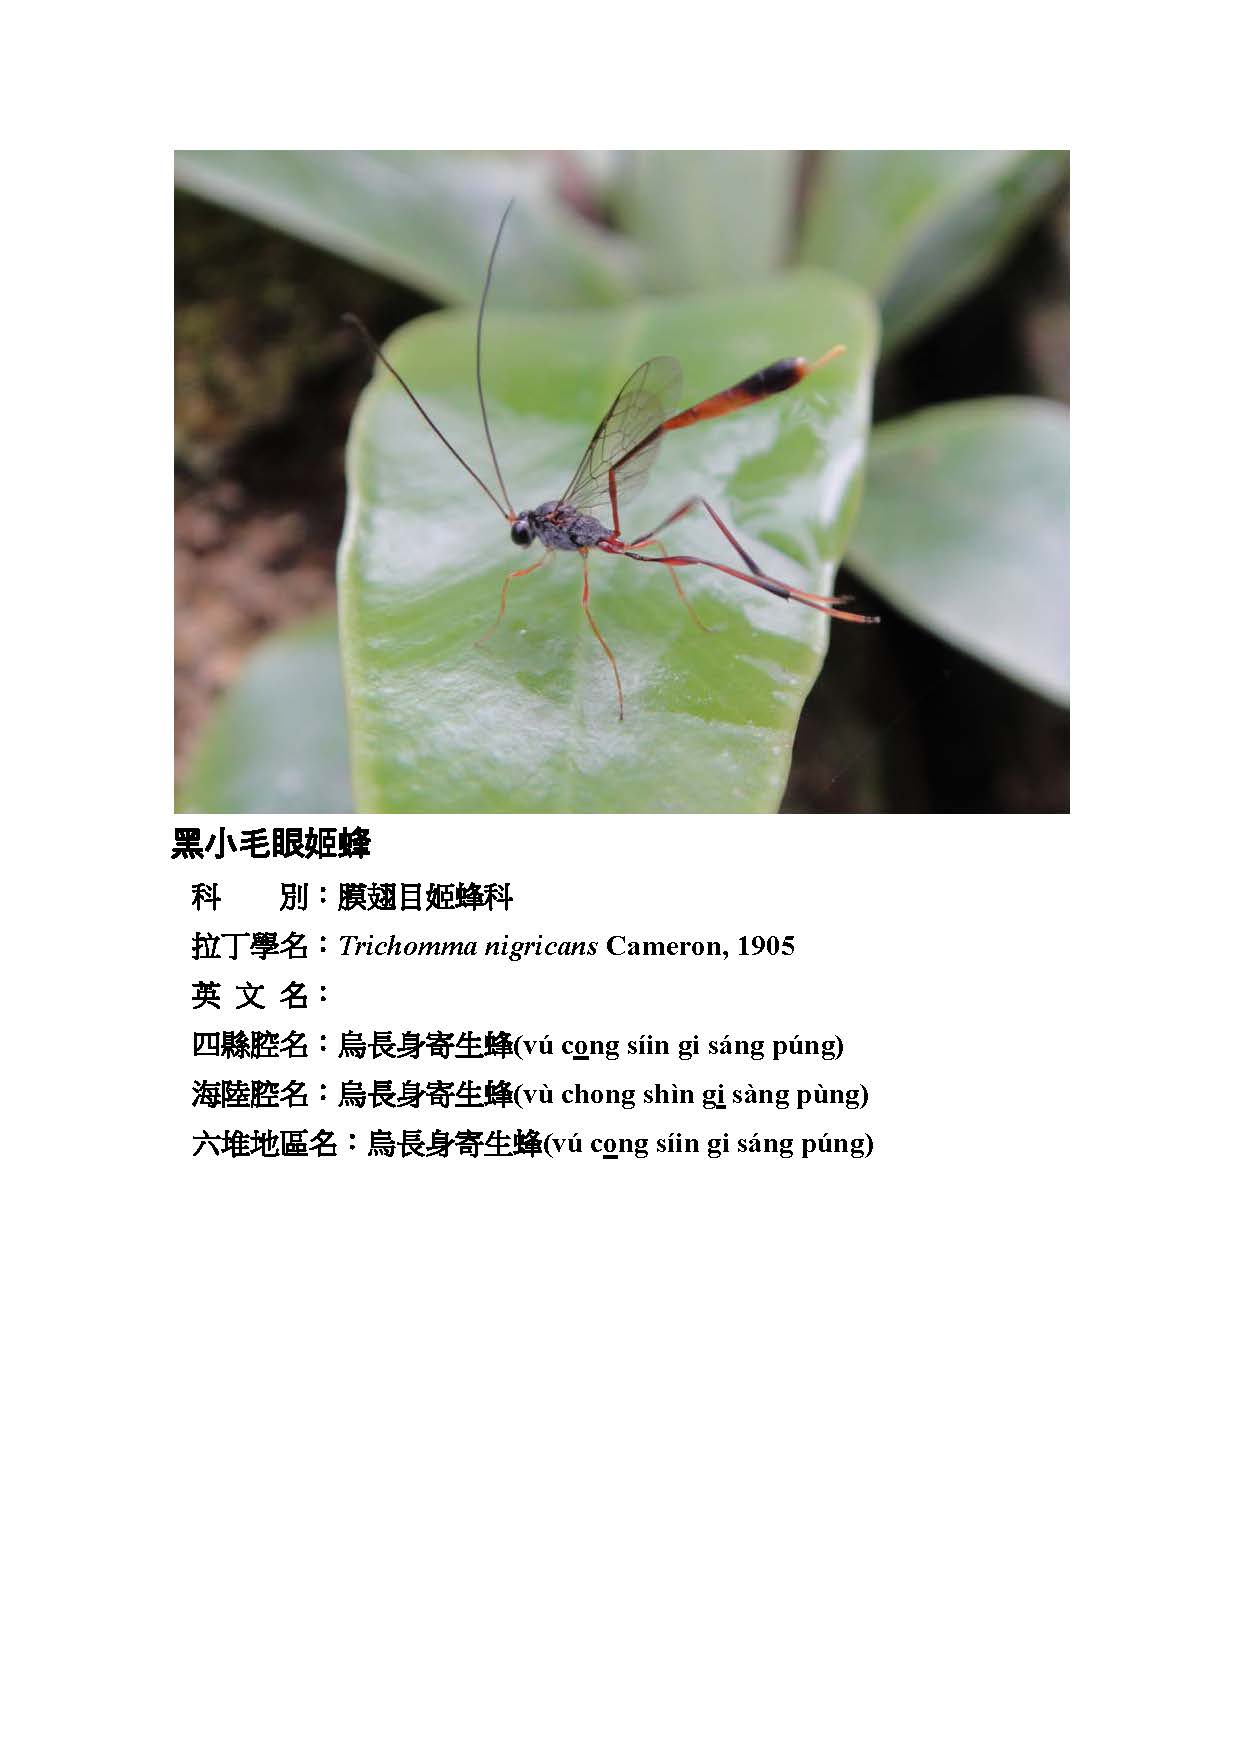 黑小毛眼姬蜂
科　　別：膜翅目姬蜂科
拉丁學名：Trichomma nigricans Cameron, 1905
英 文 名：
四縣腔名：烏長身寄生蜂(vú cong síin gi sáng púng)
海陸腔名：烏長身寄生蜂(vù chong shìn gi sàng pùng)
六堆地區名：烏長身寄生蜂(vú cong síin gi sáng púng)